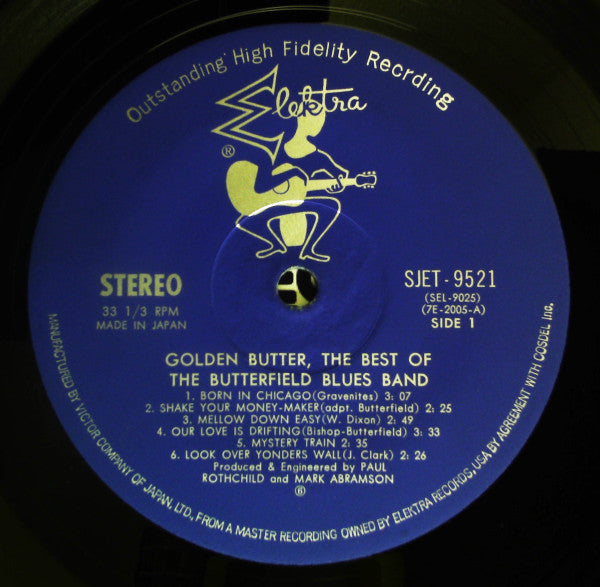 Outstanding High Fidelity Recrding
Elektra
®
STEREO
33 1/3 RPM
MADE IN JAPAN
SJET-9521
(SEL-9025)
(7E-2005-A)
SIDE 1
GOLDEN BUTTER, THE BEST OF
THE BUTTERFIELD BLUES BAND
1. BORN IN CHICAGO(Gravenites) 3: 07
2. SHAKE YOUR MONEY-MAKER(adpt. Butterfield) 2: 25
3. MELLOW DOWN EASY(W. Dixon) 2: 49
4. OUR LOVE IS DRIFTING(Bishop-Butterfield) 3: 33
5. MYSTERY TRAIN 2: 35
6. LOOK OVER YONDERS WALL(J. Clark) 2: 26
Produced & Engineered by PAUL
ROTHCHILD and MARK ABRAMSON
MANUFACTURED BY VICTOR COMPANY OF JAPAN, LTD., FROM A MASTER RECORDING OWNED BY ELEKTRA RECORDS, USA BY AGREEMENT WITH COSDEL Inc.